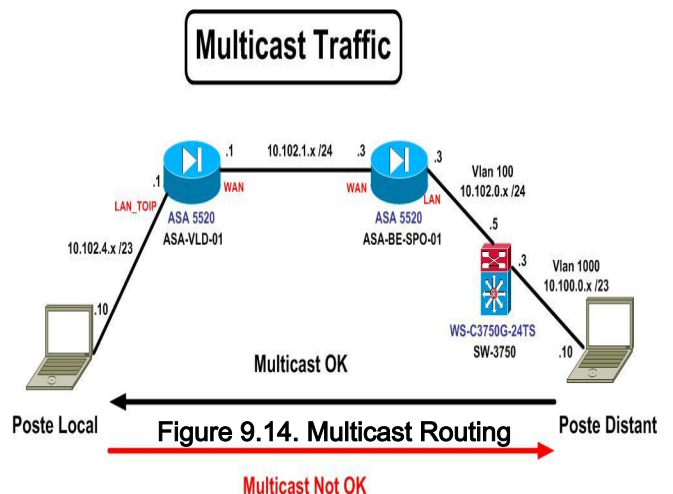 Multicast Traffic
.1
10.102.1.x /24
.3
.3
.1
WAN
WAN
LAN
Vlan 100
10.102.0.x /24
LAN_TOIP
ASA 5520
ASA-VLD-01
ASA 5520
ASA-BE-SPO-01
.5
10.102.4.x /23
.3
Vlan 1000
10.100.0.x /23
.10
WS-C3750G-24TS
SW-3750
.10
Multicast OK
Poste Local
Figure 9.14. Multicast Routing
Poste Distant
Multicast Not OK